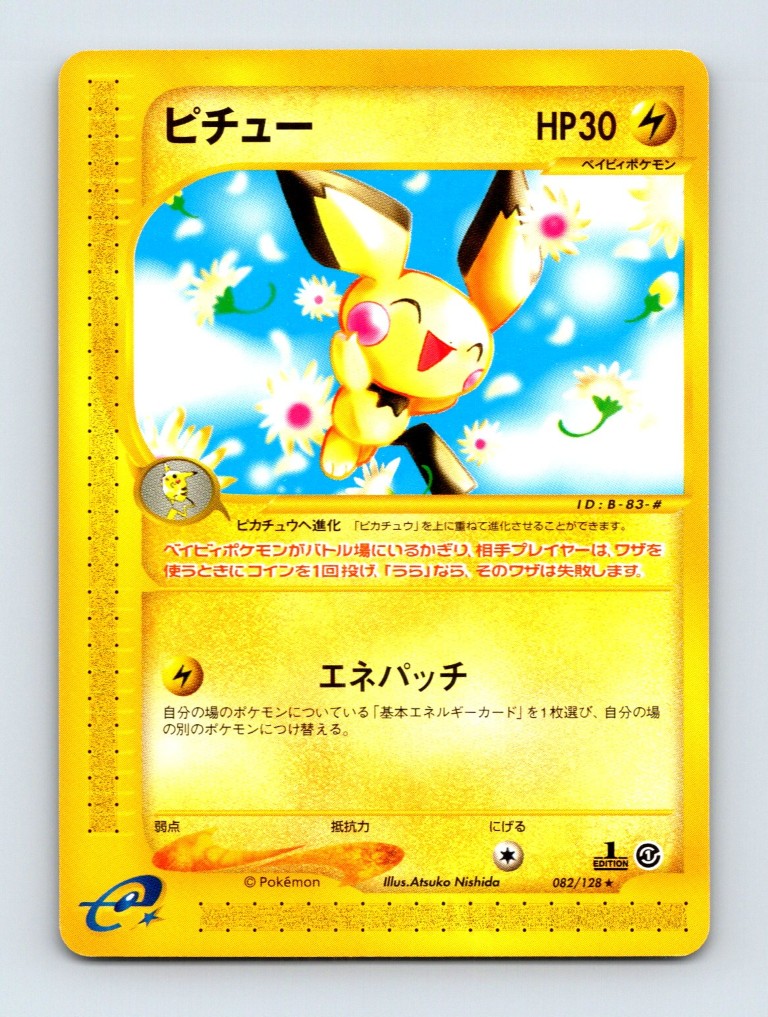 ピチュー
HP30
ベイビィポケモン
ID:B-83-#
ピカチュウへ進化 「ピカチュウ」を上に重ねて進化させることができます。
ベイビィポケモンがバトル場にいるかぎり、相手プレイヤーは、ワザを
使うときにコインを1回投げ、「うら」なら、そのワザは失敗します。
エネパッチ
自分の場のポケモンについている「基本エネルギーカード」を1枚選び、自分の場
の別のポケモンにつけ替える。
弱点 抵抗力 にげる
1
EDITION
© Pokémon Illus.Atsuko Nishida 082/128★
e